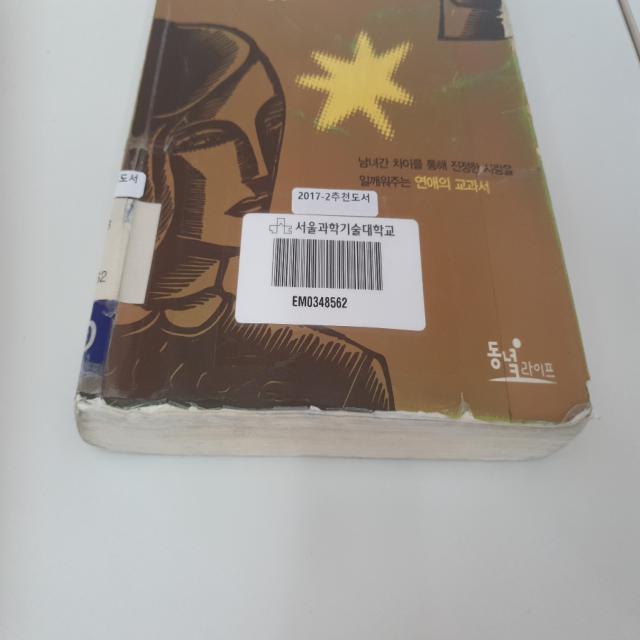 남녀간 차이를 통해 진정한 사랑을
일깨워주는 연애의 교과서
도서
2017-2추천도서
서울과학기술대학교
EM0348562
동녘라이프